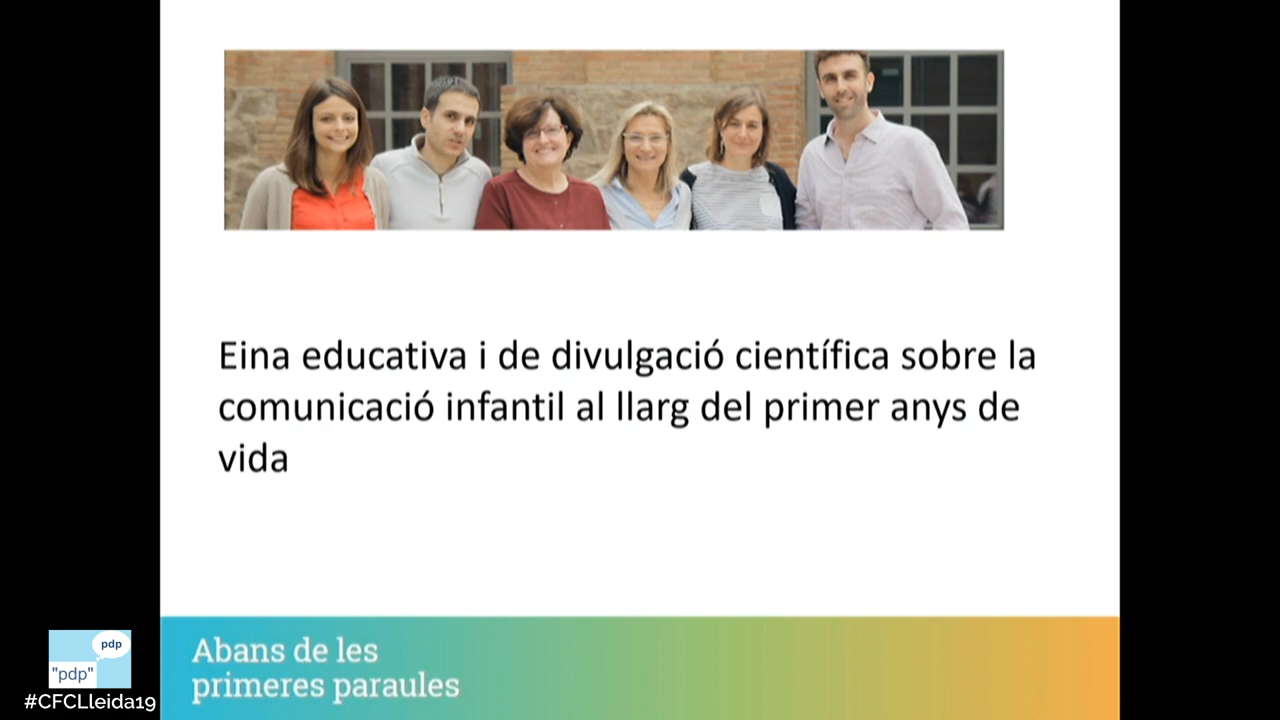 Eina educativa i de divulgació científica sobre la
comunicació infantil al llarg del primer anys de
vida
Abans de les
primeres paraules
pdp
"pdp"
#CFCLleida19